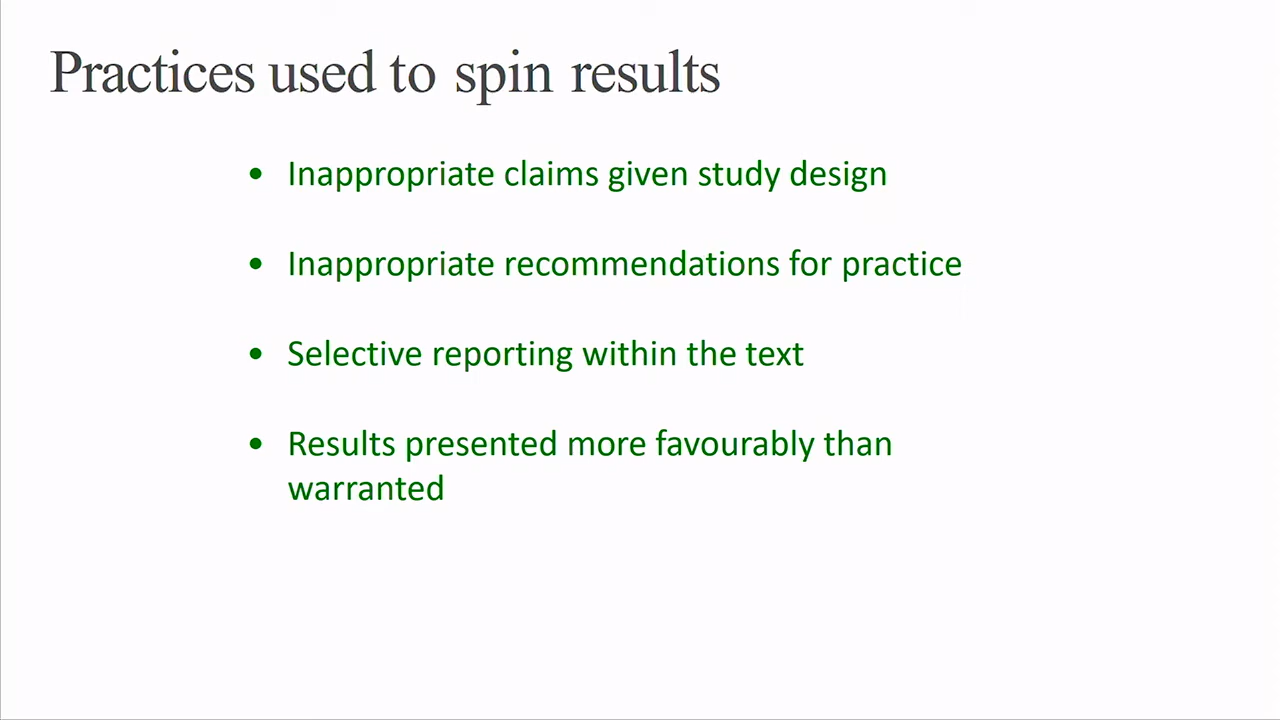 Practices used to spin results
• Inappropriate claims given study design
• Inappropriate recommendations for practice
• Selective reporting within the text
• Results presented more favourably than
warranted